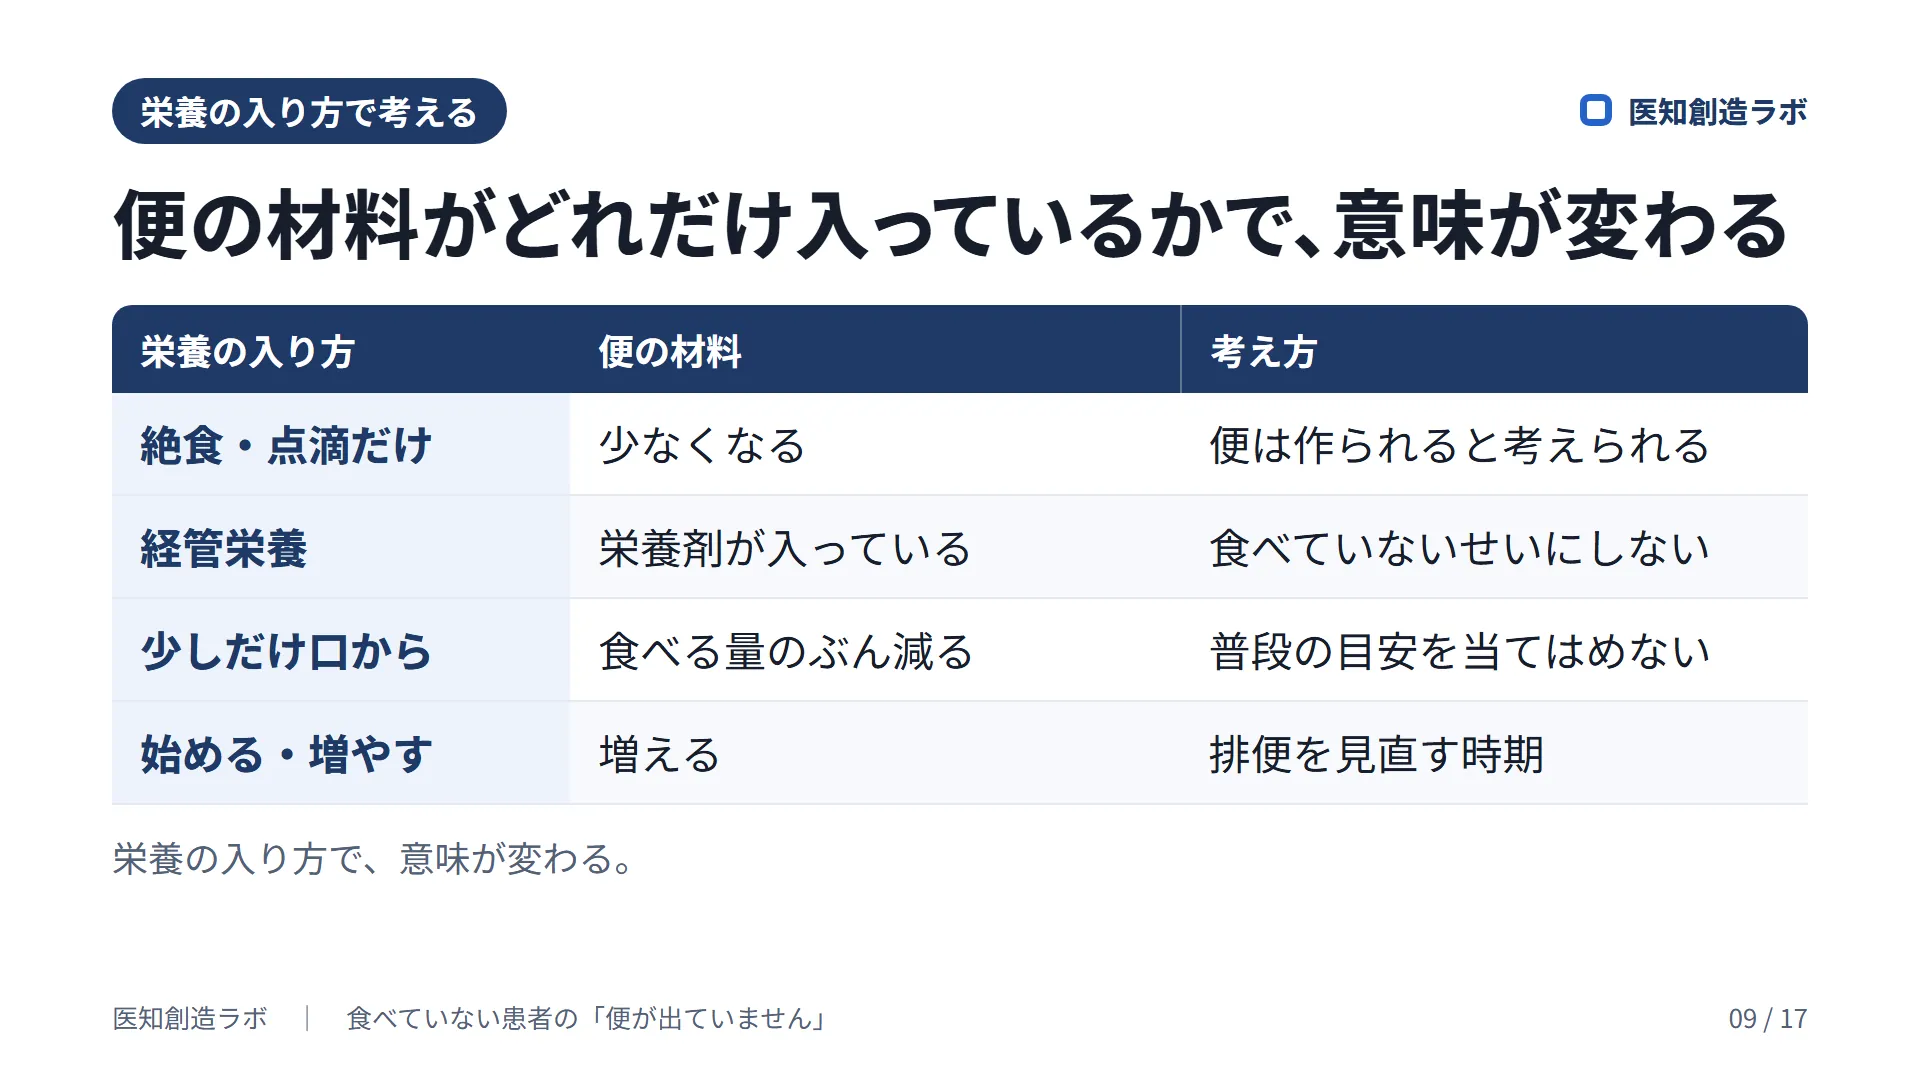 栄養の入り方で考える
医知創造ラボ
便の材料がどれだけ入っているかで、意味が変わる
栄養の入り方 便の材料 考え方
絶食・点滴だけ 少なくなる 便は作られると考えられる
経管栄養 栄養剤が入っている 食べていないせいにしない
少しだけ口から 食べる量のぶん減る 普段の目安を当てはめない
始める・増やす 増える 排便を見直す時期
栄養の入り方で、意味が変わる。
医知創造ラボ ｜ 食べていない患者の「便が出ていません」
09 / 17